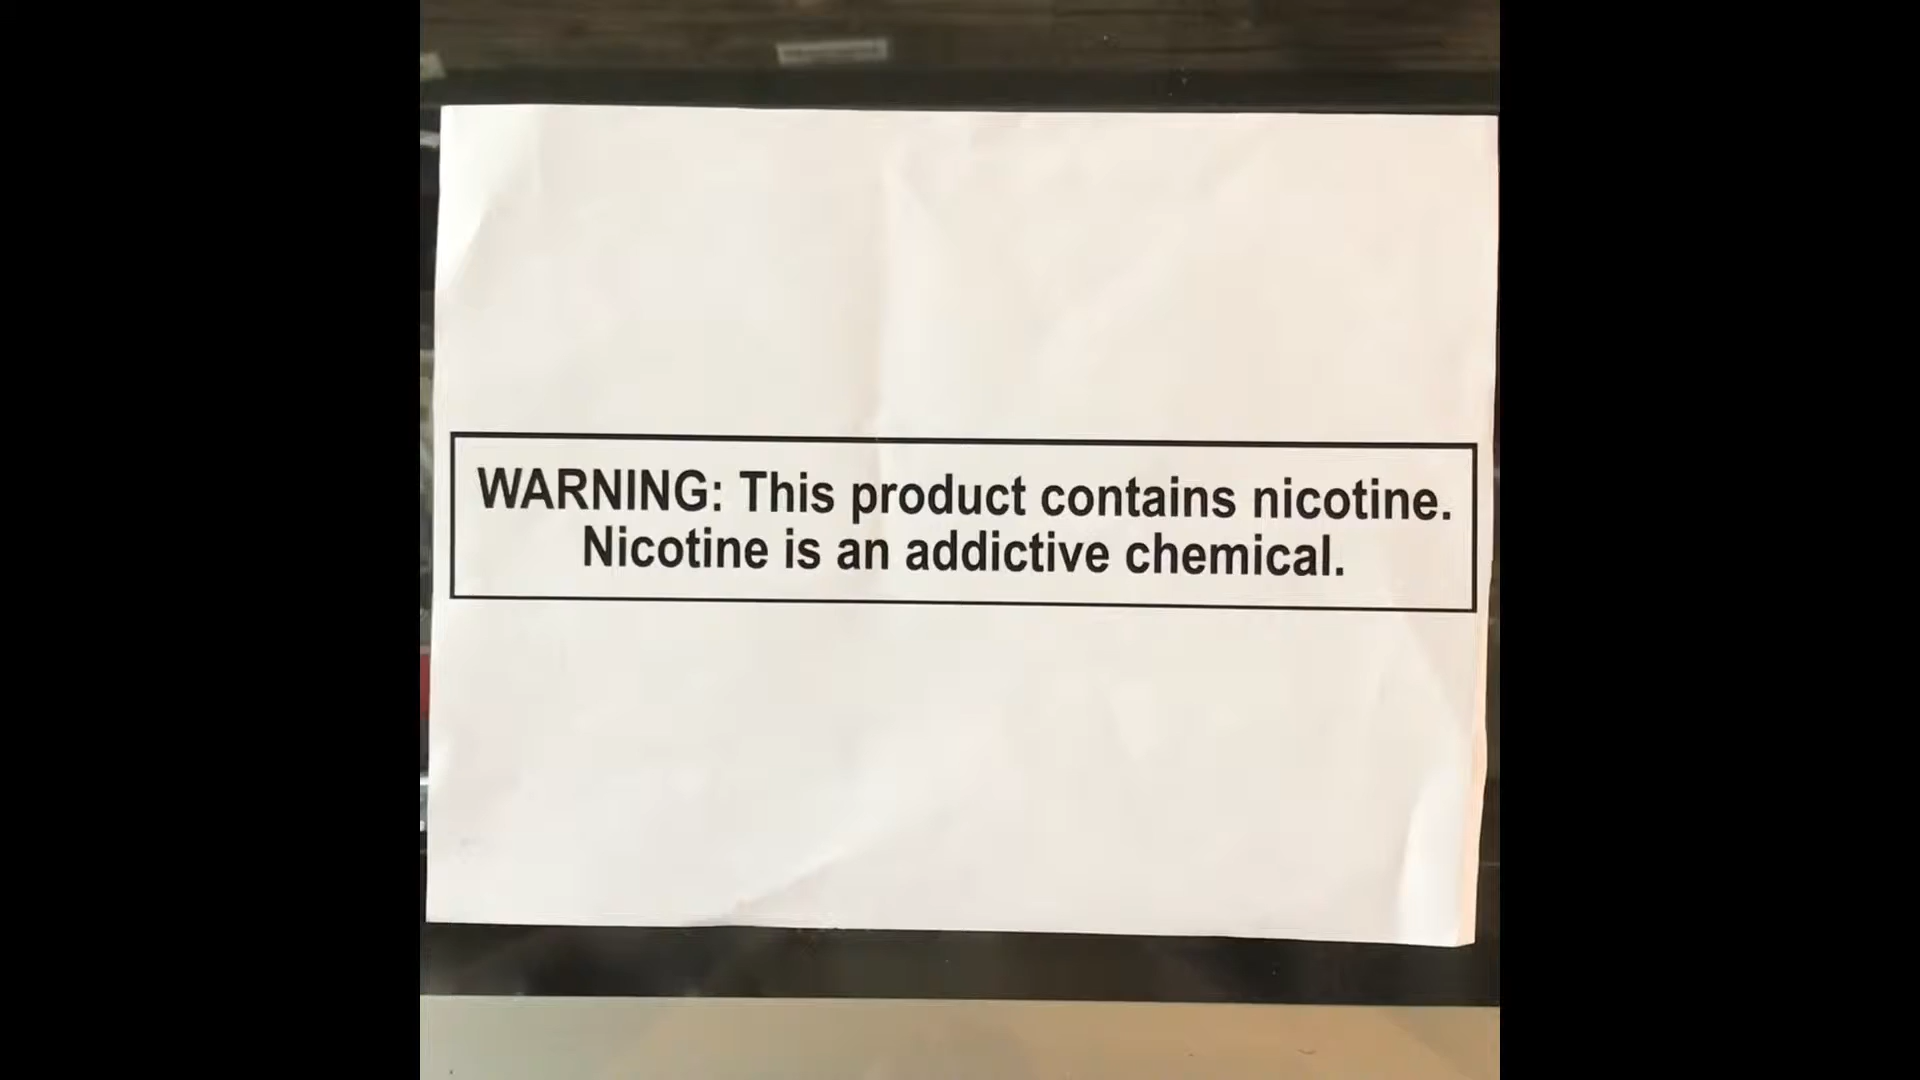 WARNING: This product contains nicotine.
Nicotine is an addictive chemical.